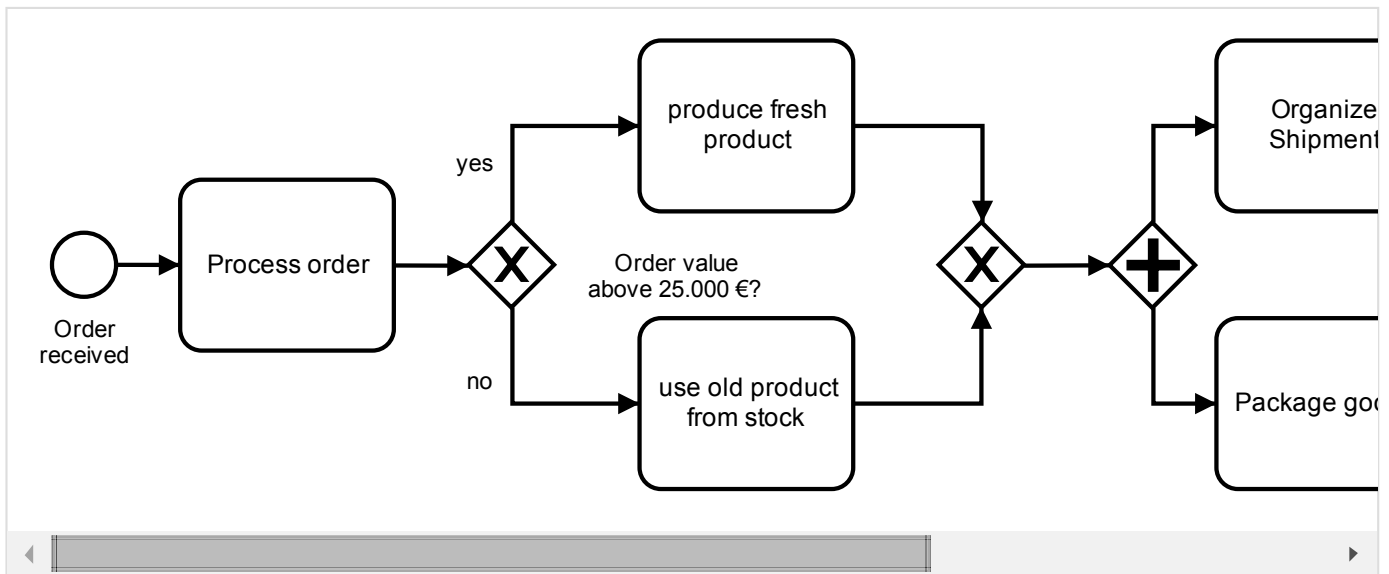 Order
received
Process order
yes
no
produce fresh
product
Order value
above 25.000 €?
use old product
from stock
X
X
Organize
Shipment
Package